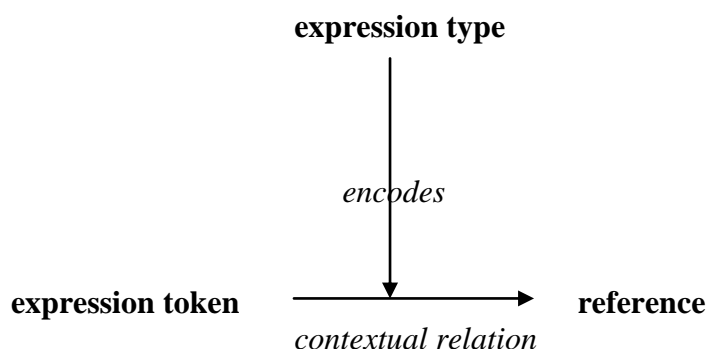 expression type
encodes
expression token
reference
contextual relation